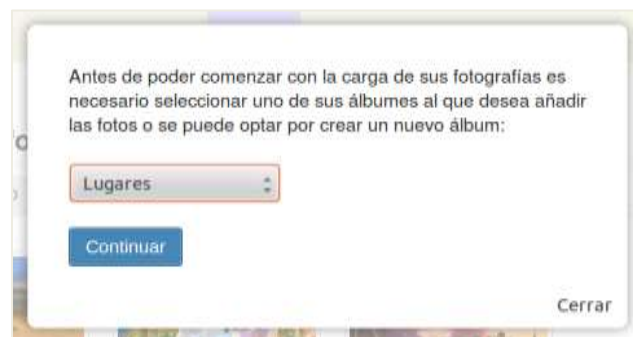 Antes de poder comenzar con la carga de sus fotografías es
necesario seleccionar uno de sus álbumes al que desea añadir
las fotos o se puede optar por crear un nuevo álbum:
Lugares
Continuar
Cerrar